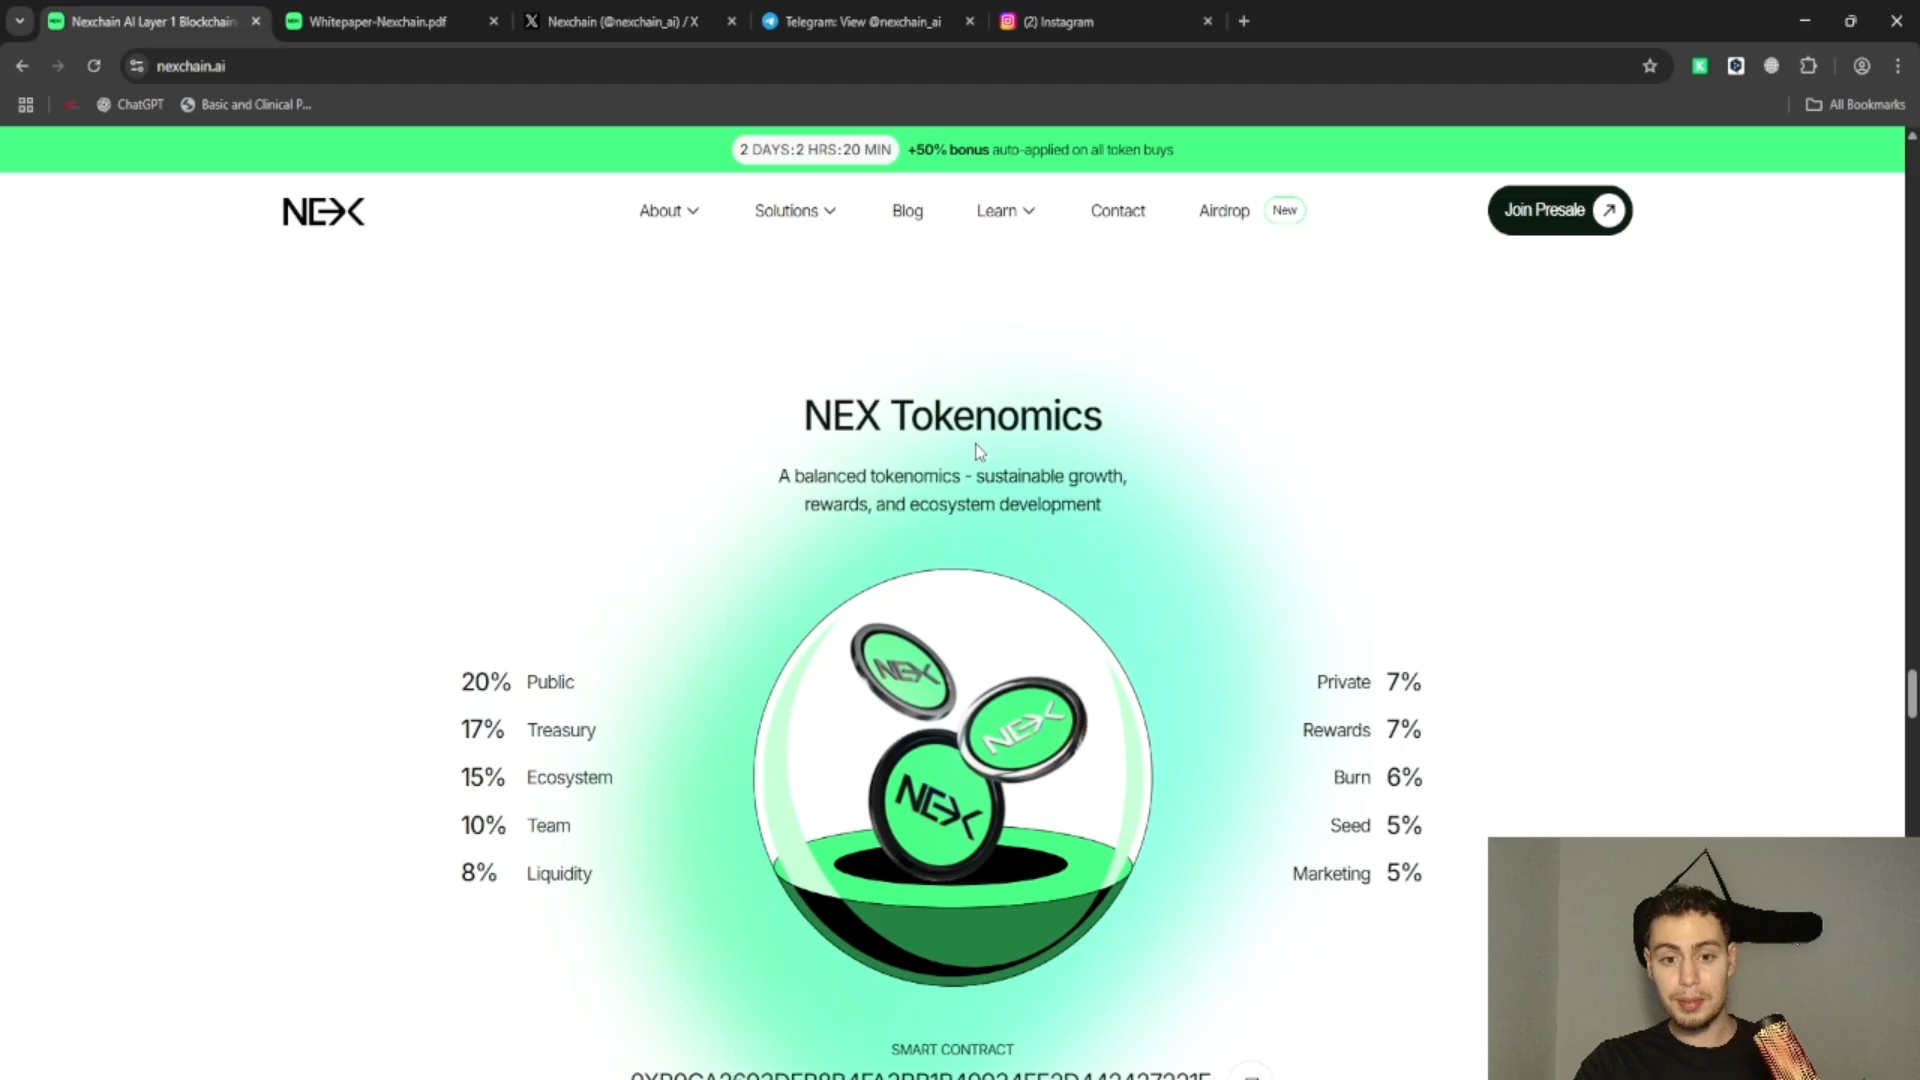 Nexchain AI Layer 1 Blockchain
Whitepaper-Nexchain.pdf
Nexchain (@nexchain_ai) / X
Telegram: View @nexchain_ai
(2) Instagram
nexchain.ai
ChatGPT
Basic and Clinical P...
All Bookmarks
2 DAYS:2 HRS:20 MIN +50% bonus auto-applied on all token buys
NEX
About
Solutions
Blog
Learn
Contact
Airdrop New
Join Presale
NEX Tokenomics
A balanced tokenomics - sustainable growth,
rewards, and ecosystem development
20% Public
17% Treasury
15% Ecosystem
10% Team
8% Liquidity
NEX
NEX
NEX
Private 7%
Rewards 7%
Burn 6%
Seed 5%
Marketing 5%
SMART CONTRACT